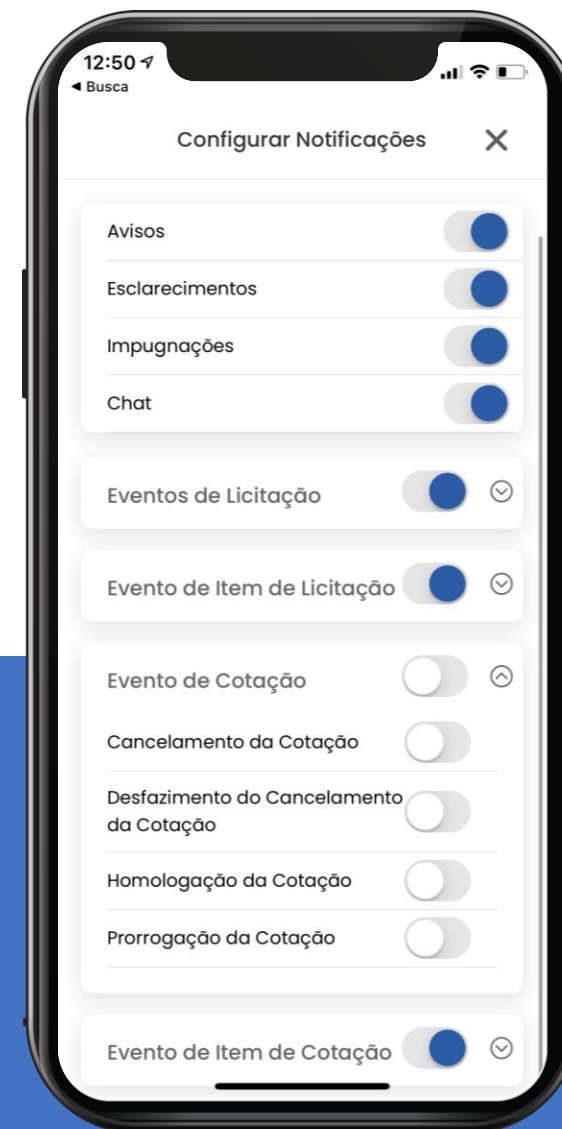 12:50
Busca
Configurar Notificações
Avisos
Esclarecimentos
Impugnações
Chat
Eventos de Licitação
Evento de Item de Licitação
Evento de Cotação
Cancelamento da Cotação
Desfazimento do Cancelamento
da Cotação
Homologação da Cotação
Prorrogação da Cotação
Evento de Item de Cotação